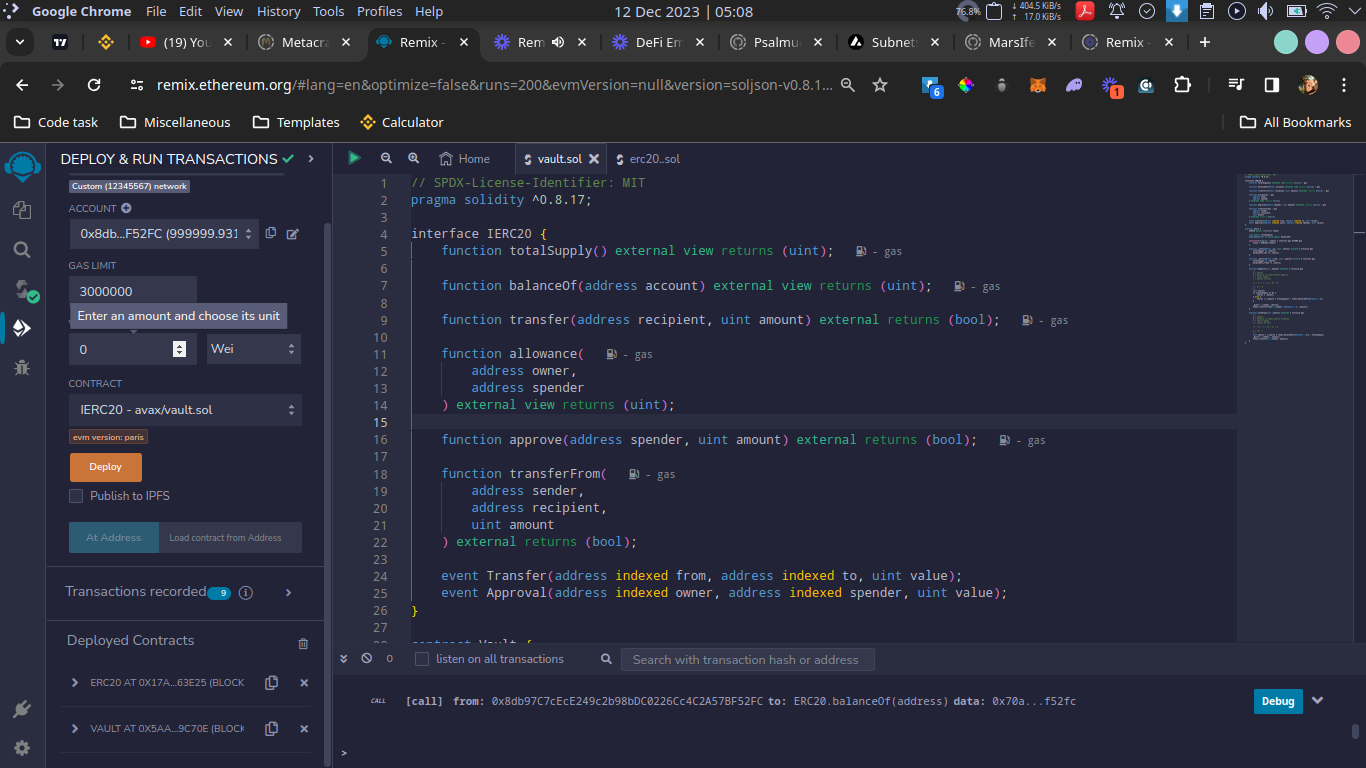 Google Chrome File Edit View History Tools Profiles Help 12 Dec 2023 | 05:08 76.8% ↓ 404.5 KiB/s ↑ 17.0 KiB/s
(19) You Metacra Remix - Rem DeFi Em Psalmu Subnet MarsIfe Remix -
remix.ethereum.org/#lang=en&optimize=false&runs=200&evmVersion=null&version=soljson-v0.8.1... 6 1
Code task Miscellaneous Templates Calculator All Bookmarks
DEPLOY & RUN TRANSACTIONS
Custom (12345567) network
ACCOUNT
0x8db...F52FC (999999.931
GAS LIMIT
3000000
Enter an amount and choose its unit
0 Wei
CONTRACT
IERC20 - avax/vault.sol
evm version: paris
Deploy
Publish to IPFS
At Address Load contract from Address
Transactions recorded 9 i
Deployed Contracts
ERC20 AT 0X17A...63E25 (BLOCK
VAULT AT 0X5AA...9C70E (BLOCK
Home vault.sol erc20..sol
1 // SPDX-License-Identifier: MIT
2 pragma solidity ^0.8.17;
3
4 interface IERC20 {
5 function totalSupply() external view returns (uint); - gas
6
7 function balanceOf(address account) external view returns (uint); - gas
8
9 function transfer(address recipient, uint amount) external returns (bool); - gas
10
11 function allowance( - gas
12 address owner,
13 address spender
14 ) external view returns (uint);
15
16 function approve(address spender, uint amount) external returns (bool); - gas
17
18 function transferFrom( - gas
19 address sender,
20 address recipient,
21 uint amount
22 ) external returns (bool);
23
24 event Transfer(address indexed from, address indexed to, uint value);
25 event Approval(address indexed owner, address indexed spender, uint value);
26 }
27
28 contract Vault {
0 listen on all transactions Search with transaction hash or address
CALL [call] from: 0x8db97C7cEcE249c2b98bDC0226Cc4C2A57BF52FC to: ERC20.balanceOf(address) data: 0x70a...f52fc Debug
>